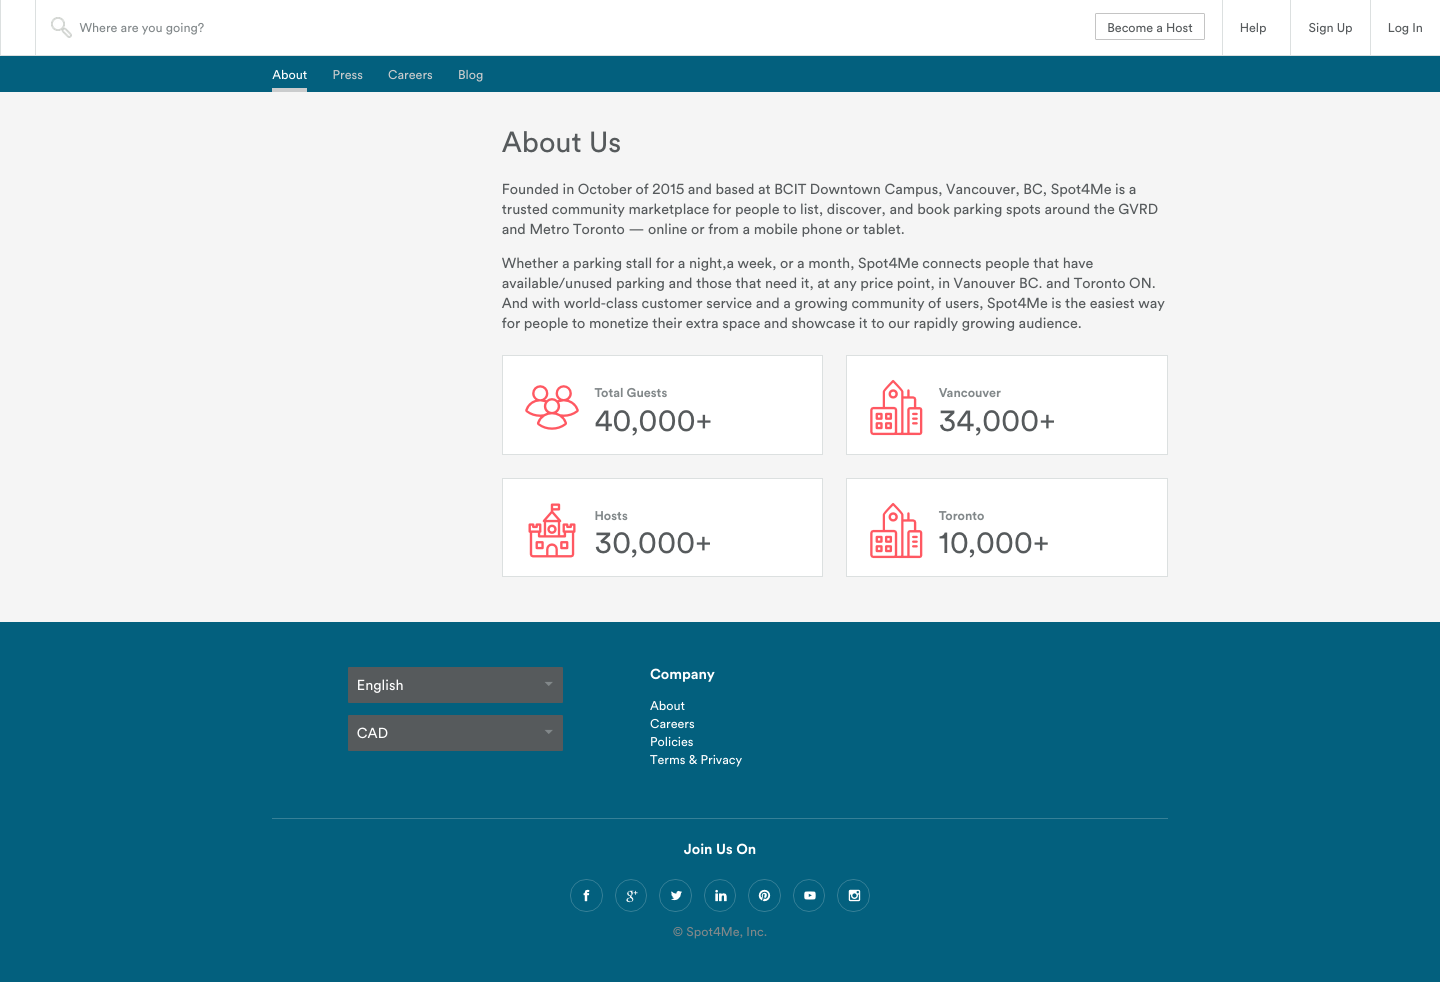 Where are you going?
Become a Host
Help
Sign Up
Log In
About
Press
Careers
Blog
About Us
Founded in October of 2015 and based at BCIT Downtown Campus, Vancouver, BC, Spot4Me is a
trusted community marketplace for people to list, discover, and book parking spots around the GVRD
and Metro Toronto — online or from a mobile phone or tablet.
Whether a parking stall for a night,a week, or a month, Spot4Me connects people that have
available/unused parking and those that need it, at any price point, in Vanouver BC. and Toronto ON.
And with world-class customer service and a growing community of users, Spot4Me is the easiest way
for people to monetize their extra space and showcase it to our rapidly growing audience.
Total Guests
40,000+
Vancouver
34,000+
Hosts
30,000+
Toronto
10,000+
English
CAD
Company
About
Careers
Policies
Terms & Privacy
Join Us On
© Spot4Me, Inc.